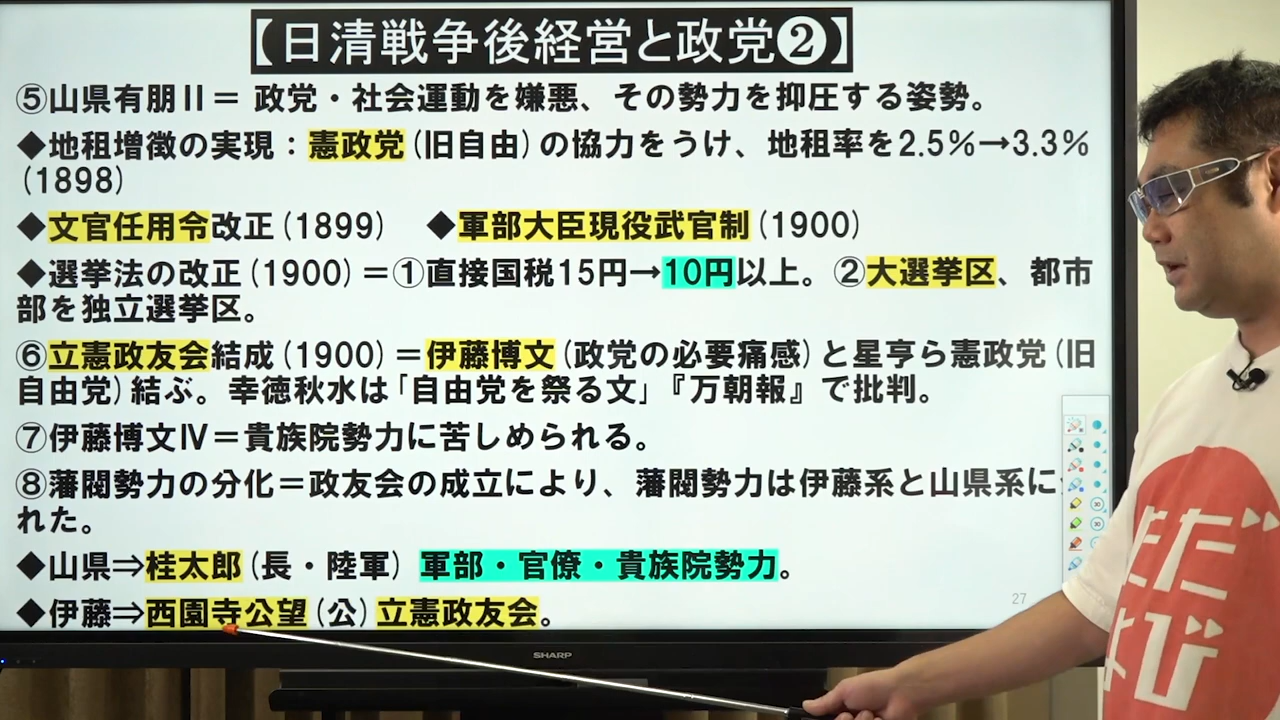 【日清戦争後経営と政党❷】
⑤山県有朋Ⅱ＝ 政党・社会運動を嫌悪、その勢力を抑圧する姿勢。
◆地租増徴の実現：憲政党(旧自由)の協力をうけ、地租率を2.5％→3.3％
(1898)
◆文官任用令改正(1899) ◆軍部大臣現役武官制(1900)
◆選挙法の改正(1900)＝①直接国税15円→10円以上。②大選挙区、都市
部を独立選挙区。
⑥立憲政友会結成(1900)＝伊藤博文(政党の必要痛感)と星亨ら憲政党(旧
自由党)結ぶ。幸徳秋水は「自由党を祭る文」『万朝報』で批判。
⑦伊藤博文Ⅳ＝貴族院勢力に苦しめられる。
⑧藩閥勢力の分化＝政友会の成立により、藩閥勢力は伊藤系と山県系に
れた。
◆山県⇒桂太郎(長・陸軍) 軍部・官僚・貴族院勢力。
◆伊藤⇒西園寺公望(公)立憲政友会。
27
SHARP
とだ
よび